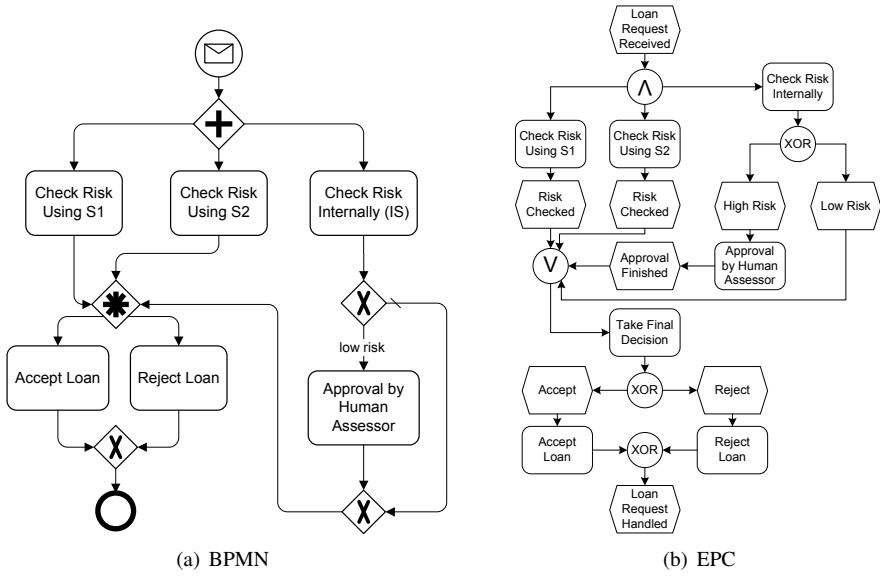 Check Risk
Using S1
Check Risk
Using S2
Check Risk
Internally (IS)
low risk
Accept Loan
Reject Loan
Approval by
Human
Assessor
(a) BPMN
Loan
Request
Received
Λ
Check Risk
Internally
Check Risk
Using S1
Check Risk
Using S2
XOR
Risk
Checked
Risk
Checked
High Risk
Low Risk
V
Approval
Finished
Approval
by Human
Assessor
Take Final
Decision
Accept
XOR
Reject
Accept
Loan
XOR
Reject
Loan
Loan
Request
Handled
(b) EPC